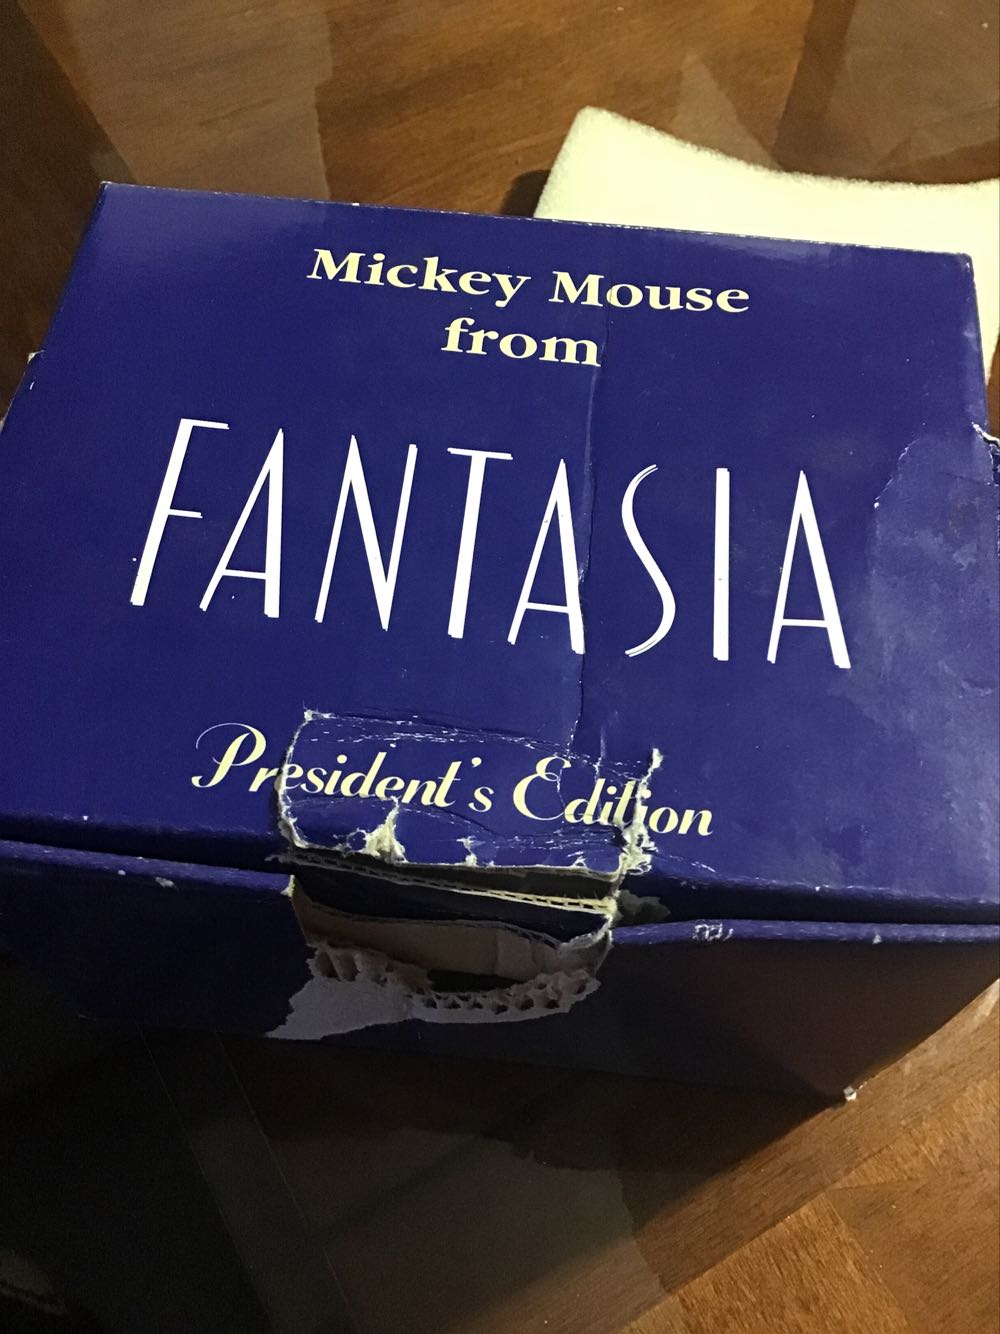 Mickey Mouse
from
FANTASIA
President's Edition